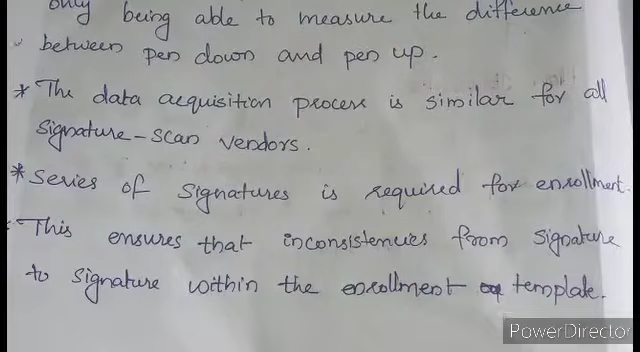 only being able to measure the difference
between pen down and pen up.
* The data acquisition process is similar for all
signature-scan vendors.
* Series of signatures is required for enrollment.
This ensures that inconsistencies from signature
to signature within the enrollment template.
PowerDirector